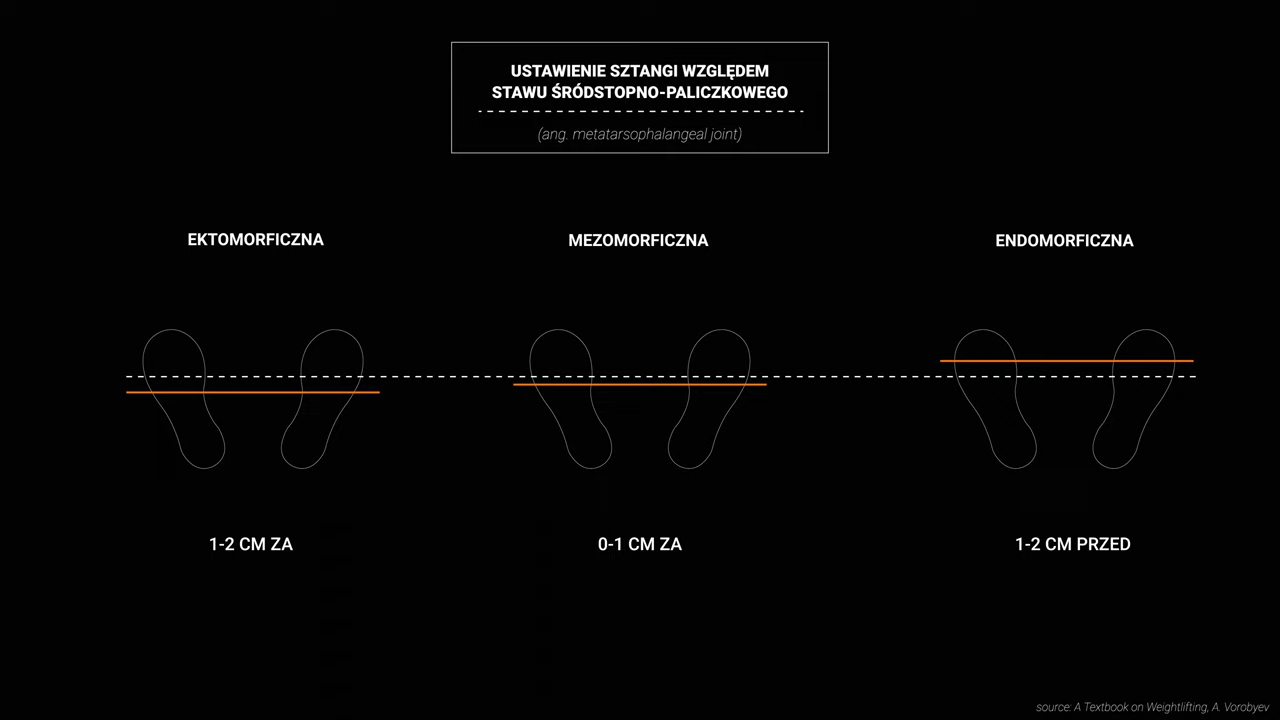 USTAWIENIE SZTANGI WZGLĘDEM
STAWU ŚRÓDSTOPNO-PALICZKOWEGO
(ang. metatarsophalangeal joint)
EKTOMORFICZNA
MEZOMORFICZNA
ENDOMORFICZNA
1-2 CM ZA
0-1 CM ZA
1-2 CM PRZED
source: A Textbook on Weightlifting, A. Vorobyev